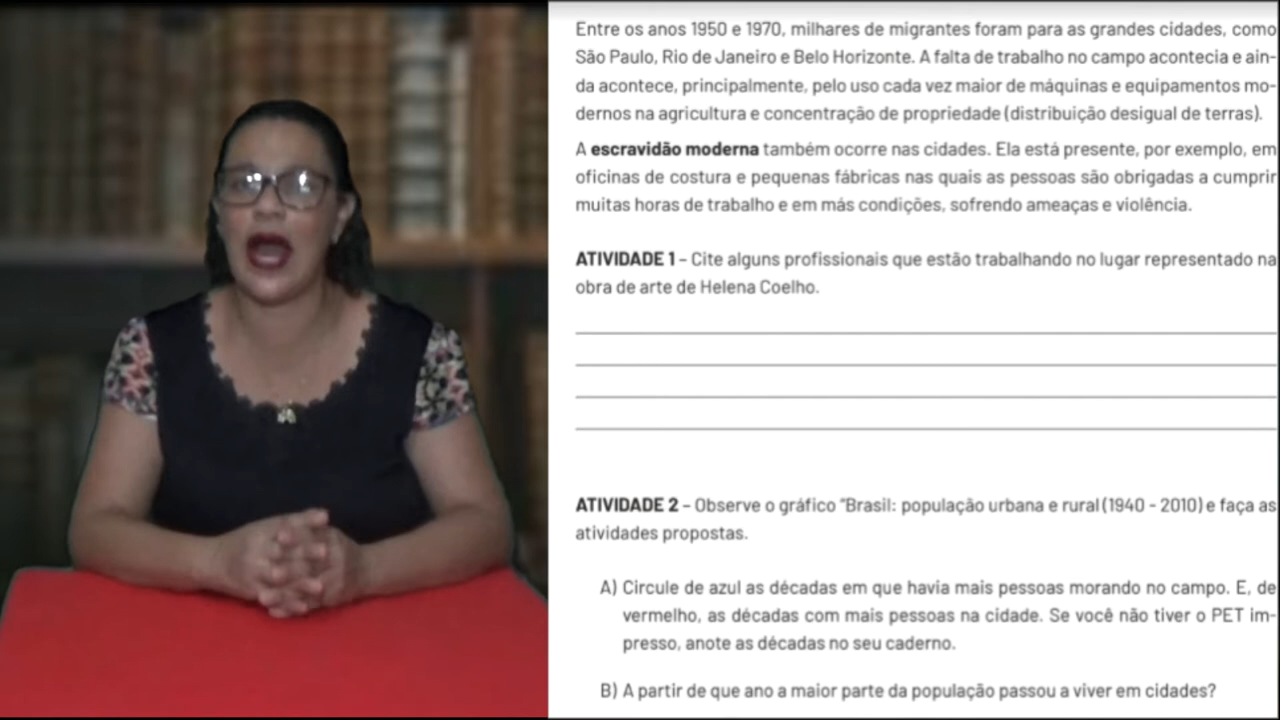 Entre os anos 1950 e 1970, milhares de migrantes foram para as grandes cidades, como
São Paulo, Rio de Janeiro e Belo Horizonte. A falta de trabalho no campo acontecia e ain-
da acontece, principalmente, pelo uso cada vez maior de máquinas e equipamentos mo-
dernos na agricultura e concentração de propriedade (distribuição desigual de terras).
A escravidão moderna também ocorre nas cidades. Ela está presente, por exemplo, em
oficinas de costura e pequenas fábricas nas quais as pessoas são obrigadas a cumprir
muitas horas de trabalho e em más condições, sofrendo ameaças e violência.
ATIVIDADE 1 – Cite alguns profissionais que estão trabalhando no lugar representado na
obra de arte de Helena Coelho.
ATIVIDADE 2 – Observe o gráfico "Brasil: população urbana e rural (1940 - 2010) e faça as
atividades propostas.
A) Circule de azul as décadas em que havia mais pessoas morando no campo. E, de
vermelho, as décadas com mais pessoas na cidade. Se você não tiver o PET im-
presso, anote as décadas no seu caderno.
B) A partir de que ano a maior parte da população passou a viver em cidades?